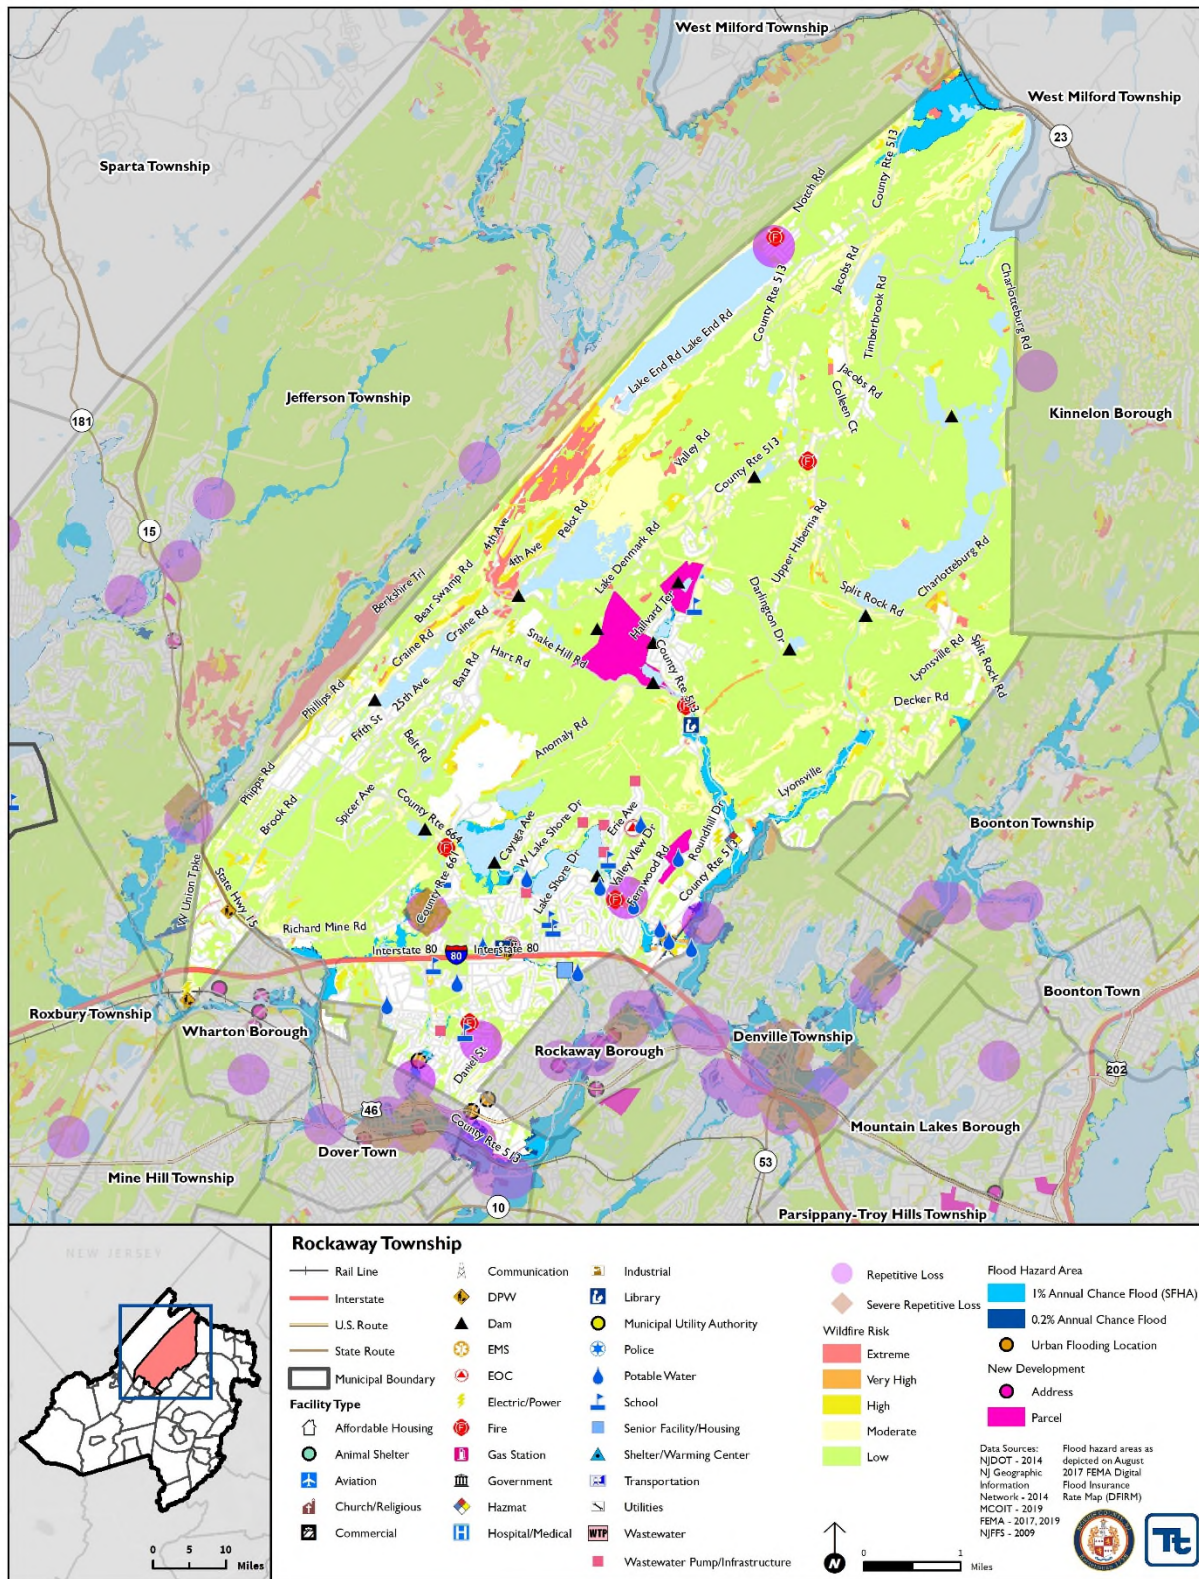 West Milford Township
West Milford Township
23
Sparta Township
County Rte 513
Notch Rd
Jacobs Rd
County Rte 513
Timberbrook Rd
Charlotteburg Rd
Lake End Rd
Lake End Rd
Jacobs Rd
Colleen Ct
Jefferson Township
Kinnelon Borough
181
Valley Rd
County Rte 513
15
4th Ave
4th Ave
Pelot Rd
Lake Denmark Rd
Upper Hibernia Rd
Charlotteburg Rd
Berkshire Trl
Bear Swamp Rd
Craine Rd
Craine Rd
Hallvard Ter
Darlington Dr
Split Rock Rd
Snake Hill Rd
Hart Rd
Bata Rd
County Rte 513
Lyonsville Rd
Split Rock Rd
Phillips Rd
25th Ave
Fifth St
Decker Rd
Belt Rd
Anomaly Rd
Phipps Rd
Brook Rd
Spicer Ave
Lyonsville
County Rte 664
Cayuga Ave
W Lake Shore Dr
Erie Ave
Roundhill Dr
Boonton Township
County Rte 661
Lake Shore Dr
Valley View Dr
Fernwood Rd
County Rte 513
W Union Tpke
State Hwy 15
Richard Mine Rd
Interstate 80
Interstate 80
80
Roxbury Township
Wharton Borough
Boonton Town
Rockaway Borough
Denville Township
Daniel St
202
46
County Rte 513
Dover Town
Mountain Lakes Borough
Mine Hill Township
53
10
Parsippany-Troy Hills Township
NEW JERSEY
0 5 10
Miles
Rockaway Township
Rail Line
Interstate
U.S. Route
State Route
Municipal Boundary
Facility Type
Affordable Housing
Animal Shelter
Aviation
Church/Religious
Commercial
Communication
DPW
Dam
EMS
EOC
Electric/Power
Fire
Gas Station
Government
Hazmat
Hospital/Medical
Industrial
Library
Municipal Utility Authority
Police
Potable Water
School
Senior Facility/Housing
Shelter/Warming Center
Transportation
Utilities
WTP Wastewater
Wastewater Pump/Infrastructure
Repetitive Loss
Severe Repetitive Loss
Wildfire Risk
Extreme
Very High
High
Moderate
Low
Flood Hazard Area
1% Annual Chance Flood (SFHA)
0.2% Annual Chance Flood
Urban Flooding Location
New Development
Address
Parcel
Data Sources:
NJDOT - 2014
NJ Geographic
Information
Network - 2014
MCOIT - 2019
FEMA - 2017, 2019
NJFFS - 2009
Flood hazard areas as
depicted on August
2017 FEMA Digital
Flood Insurance
Rate Map (DFIRM)
N
0 1
Miles
Tt